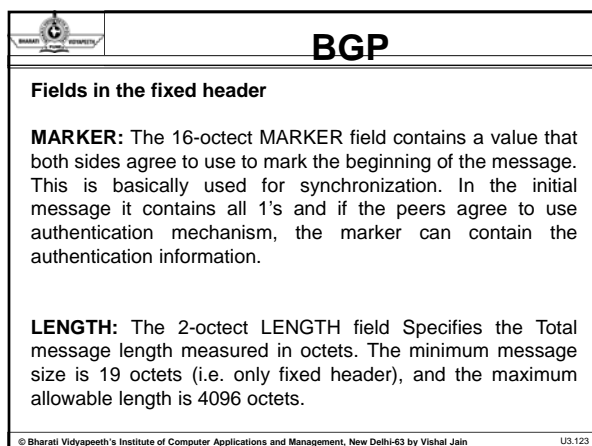 BHARATI VIDYAPEETH
PUNE
BGP
Fields in the fixed header
MARKER: The 16-octect MARKER field contains a value that
both sides agree to use to mark the beginning of the message.
This is basically used for synchronization. In the initial
message it contains all 1's and if the peers agree to use
authentication mechanism, the marker can contain the
authentication information.
LENGTH: The 2-octect LENGTH field Specifies the Total
message length measured in octets. The minimum message
size is 19 octets (i.e. only fixed header), and the maximum
allowable length is 4096 octets.
© Bharati Vidyapeeth's Institute of Computer Applications and Management, New Delhi-63 by Vishal Jain U3.123